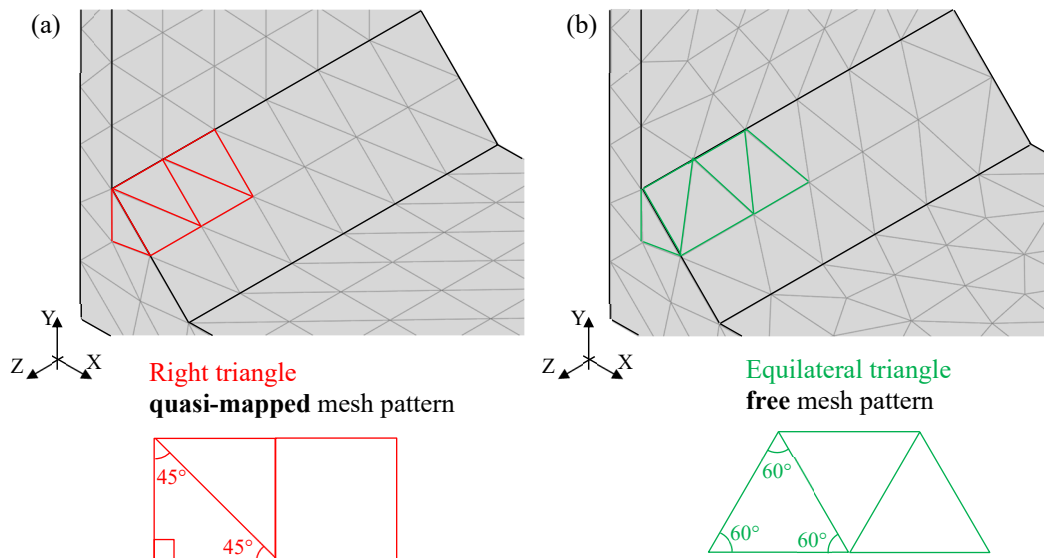 (a)
(b)
Y
Z
X
Y
Z
X
Right triangle
quasi-mapped mesh pattern
Equilateral triangle
free mesh pattern
45°
45°
60°
60°
60°